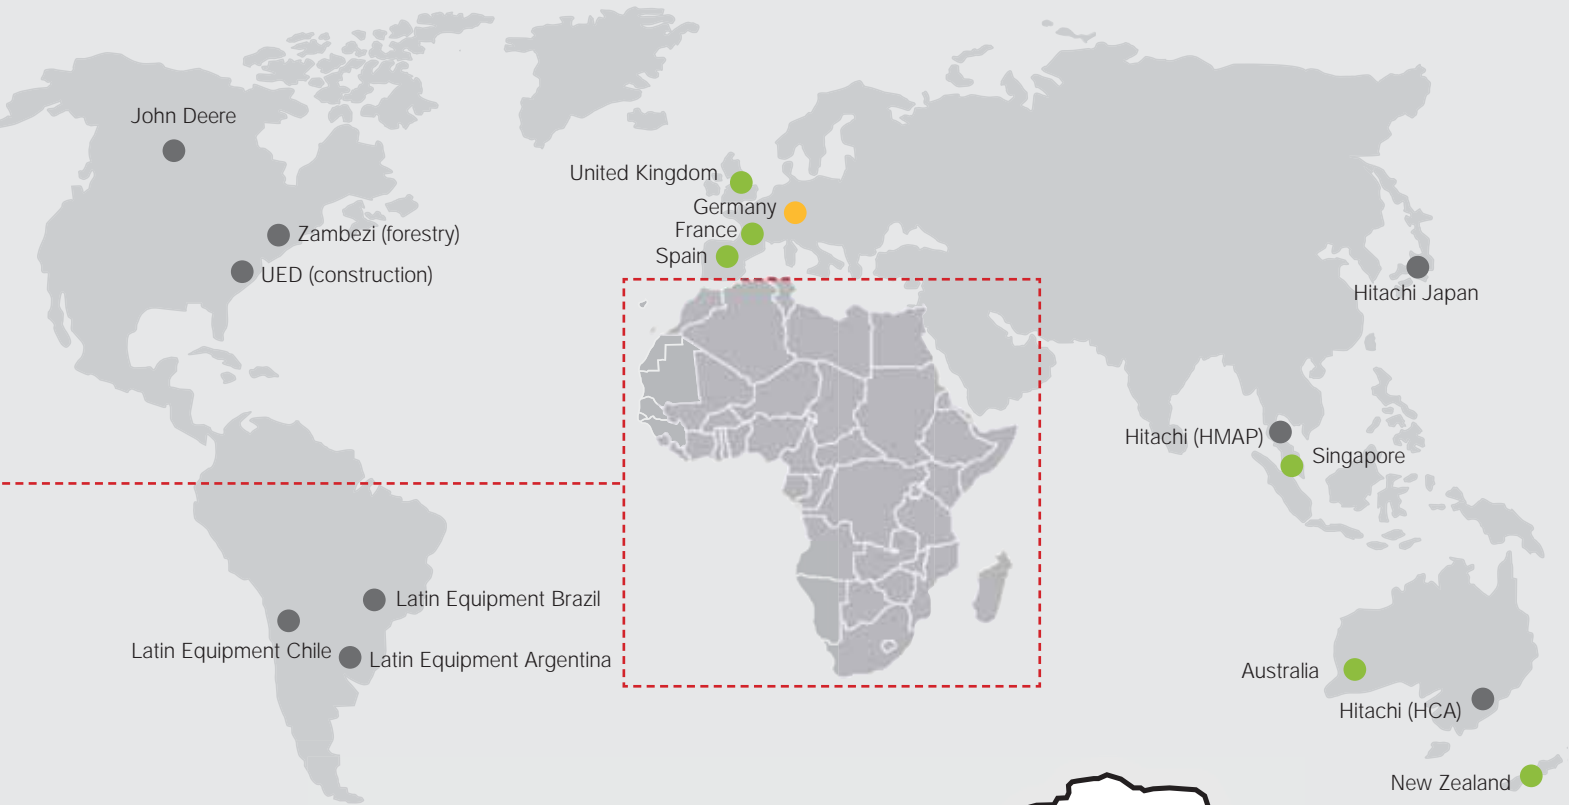 John Deere
United Kingdom
Germany
Zambezi (forestry)
France
Spain
UED (construction)
Hitachi Japan
Hitachi (HMAP)
Singapore
Latin Equipment Brazil
Latin Equipment Chile
Latin Equipment Argentina
Australia
Hitachi (HCA)
New Zealand